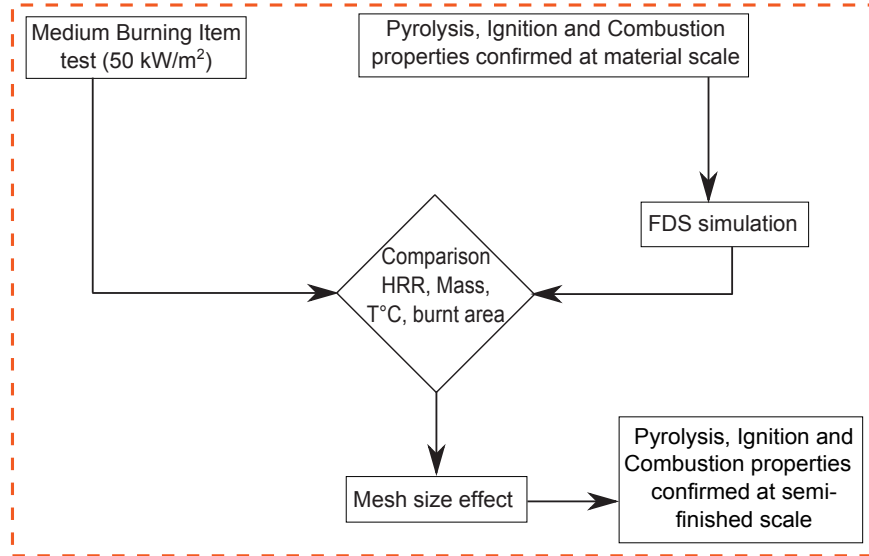 Medium Burning Item
test (50 kW/m²)
Pyrolysis, Ignition and Combustion
properties confirmed at material scale
FDS simulation
Comparison
HRR, Mass,
T°C, burnt area
Mesh size effect
Pyrolysis, Ignition and
Combustion properties
confirmed at semi-
finished scale